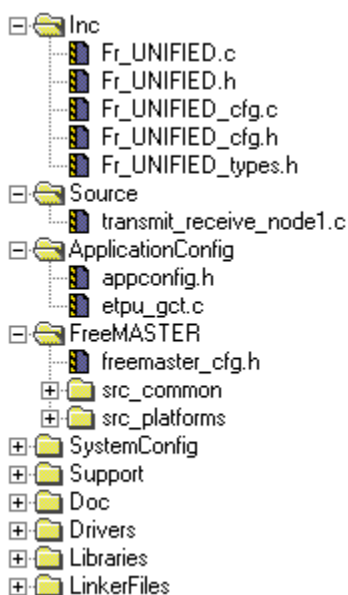 Inc
Fr_UNIFIED.c
Fr_UNIFIED.h
Fr_UNIFIED_cfg.c
Fr_UNIFIED_cfg.h
Fr_UNIFIED_types.h
Source
transmit_receive_node1.c
ApplicationConfig
appconfig.h
etpu_gct.c
FreeMASTER
freemaster_cfg.h
src_common
src_platforms
SystemConfig
Support
Doc
Drivers
Libraries
LinkerFiles